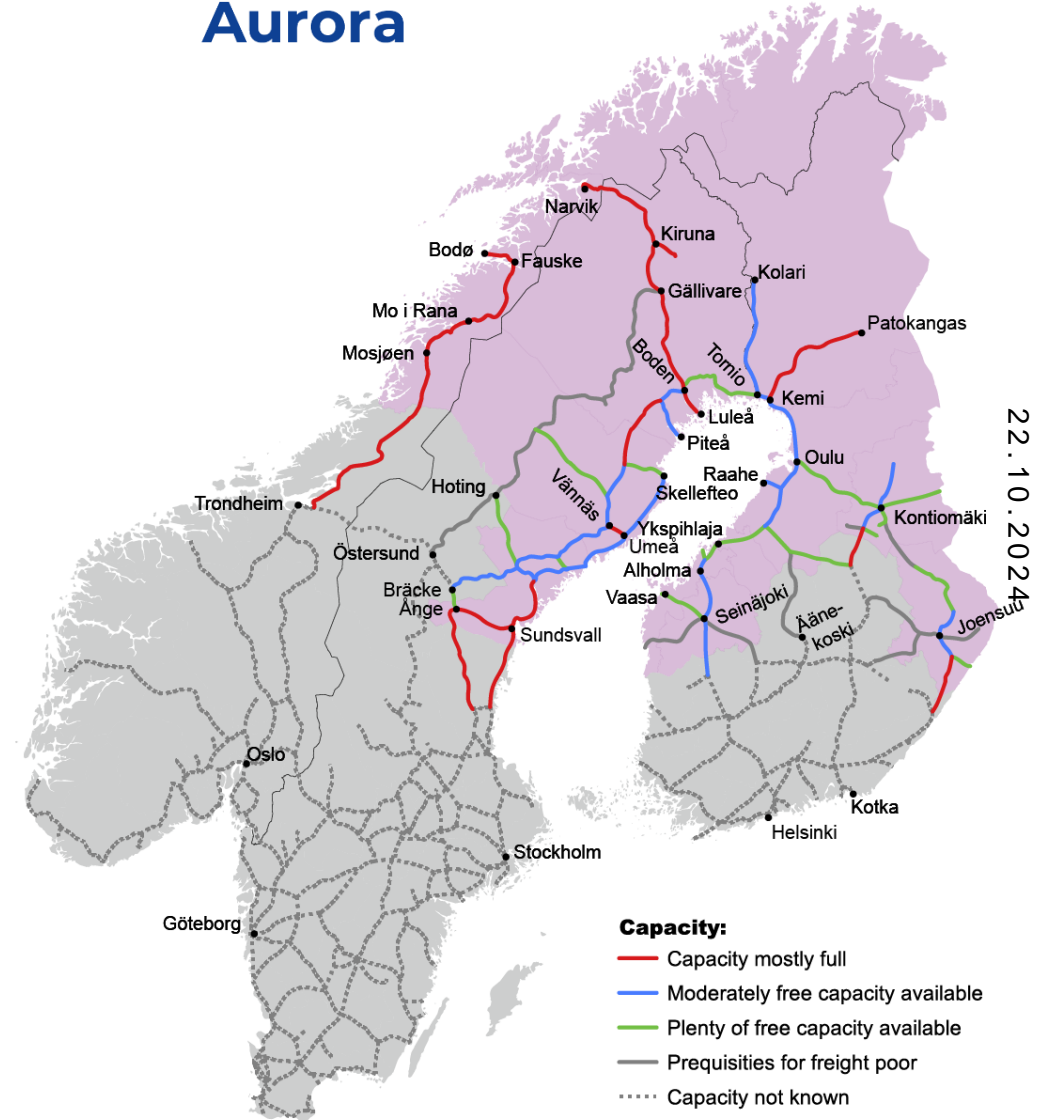 Aurora
Narvik
Kiruna
Bodø
Fauske
Kolari
Gällivare
Mo i Rana
Patokangas
Mosjøen
Boden
Tornio
Kemi
Luleå
Piteå
Oulu
Raahe
Hoting
Skellefteo
Vännäs
Trondheim
Kontiomäki
Ykspihlaja
Umeå
Östersund
Alholma
Bräcke
Vaasa
Ånge
Seinäjoki
Ääne-
koski
Joensuu
Sundsvall
22.10.2024
Oslo
Kotka
Helsinki
Stockholm
Göteborg
Capacity:
Capacity mostly full
Moderately free capacity available
Plenty of free capacity available
Prequisities for freight poor
Capacity not known